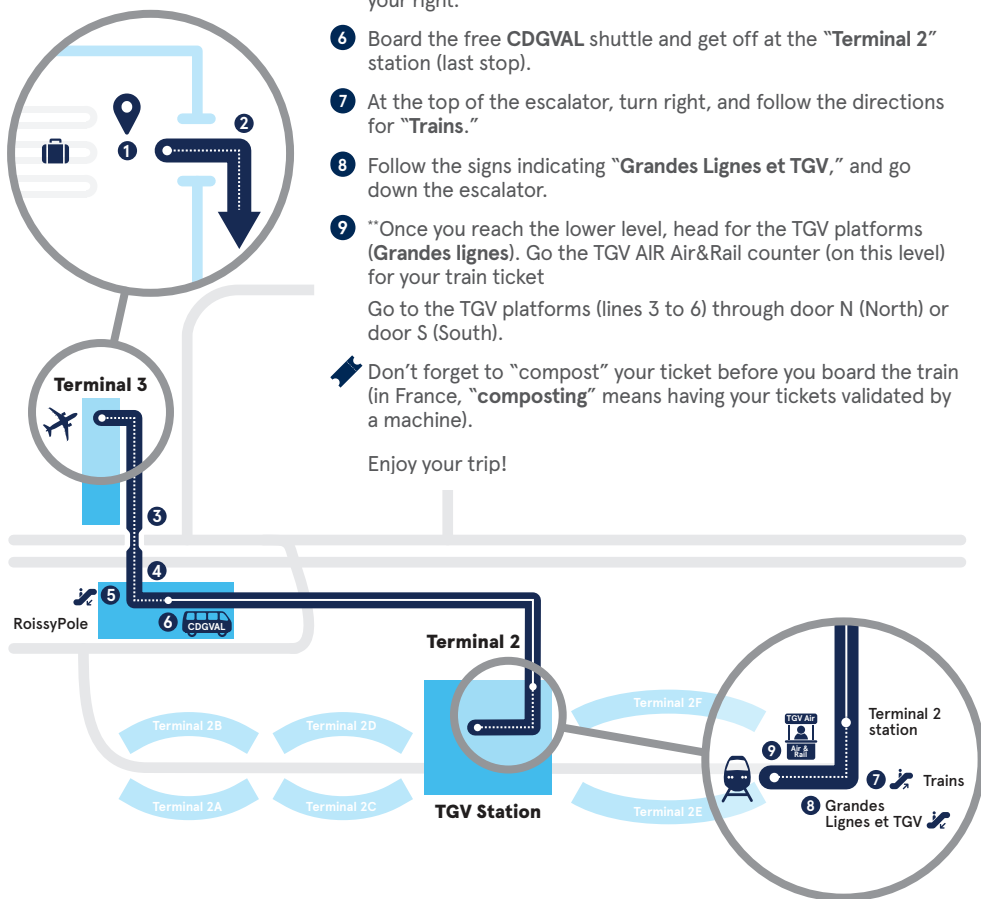 your right.
6 Board the free CDGVAL shuttle and get off at the “Terminal 2”
station (last stop).
7 At the top of the escalator, turn right, and follow the directions
for “Trains.”
8 Follow the signs indicating “Grandes Lignes et TGV,” and go
down the escalator.
9 **Once you reach the lower level, head for the TGV platforms
(Grandes lignes). Go the TGV AIR Air&Rail counter (on this level)
for your train ticket
Go to the TGV platforms (lines 3 to 6) through door N (North) or
door S (South).
Don’t forget to “compost” your ticket before you board the train
(in France, “composting” means having your tickets validated by
a machine).
Enjoy your trip!
1
2
Terminal 3
3
4
5
RoissyPole
6
CDGVAL
Terminal 2
Terminal 2B
Terminal 2D
Terminal 2F
Terminal 2A
Terminal 2C
Terminal 2E
TGV Station
TGV Air
Air &
Rail
9
Terminal 2
station
7 Trains
8 Grandes
Lignes et TGV